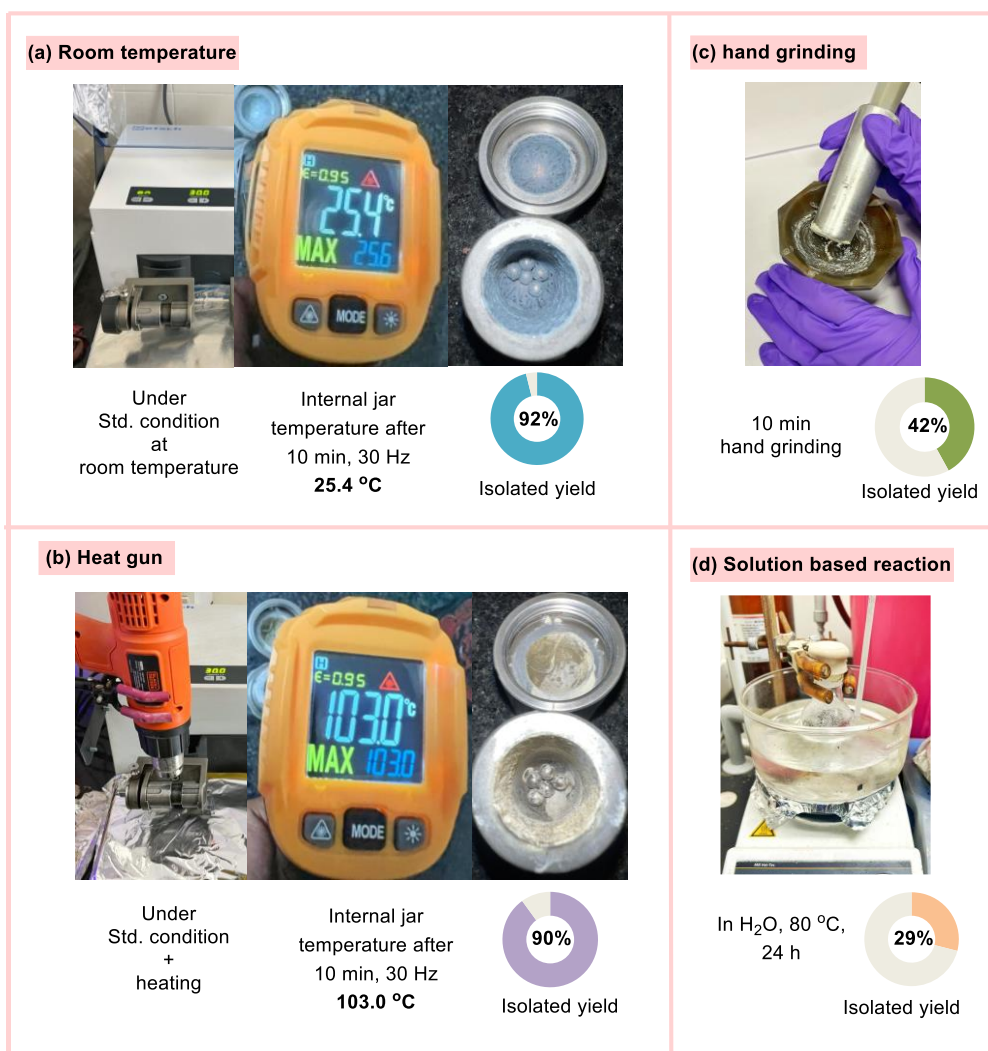 (a) Room temperature
30.0
H
ε=0.95
25.4°C
MAX 25.6
MODE
Under
Std. condition
at
room temperature
Internal jar
temperature after
10 min, 30 Hz
25.4 °C
92%
Isolated yield
(c) hand grinding
10 min
hand grinding
42%
Isolated yield
(b) Heat gun
30.0
H
ε=0.95
103.0°C
MAX 103.0
MODE
Under
Std. condition
+
heating
Internal jar
temperature after
10 min, 30 Hz
103.0 °C
90%
Isolated yield
(d) Solution based reaction
In H₂O, 80 °C,
24 h
29%
Isolated yield